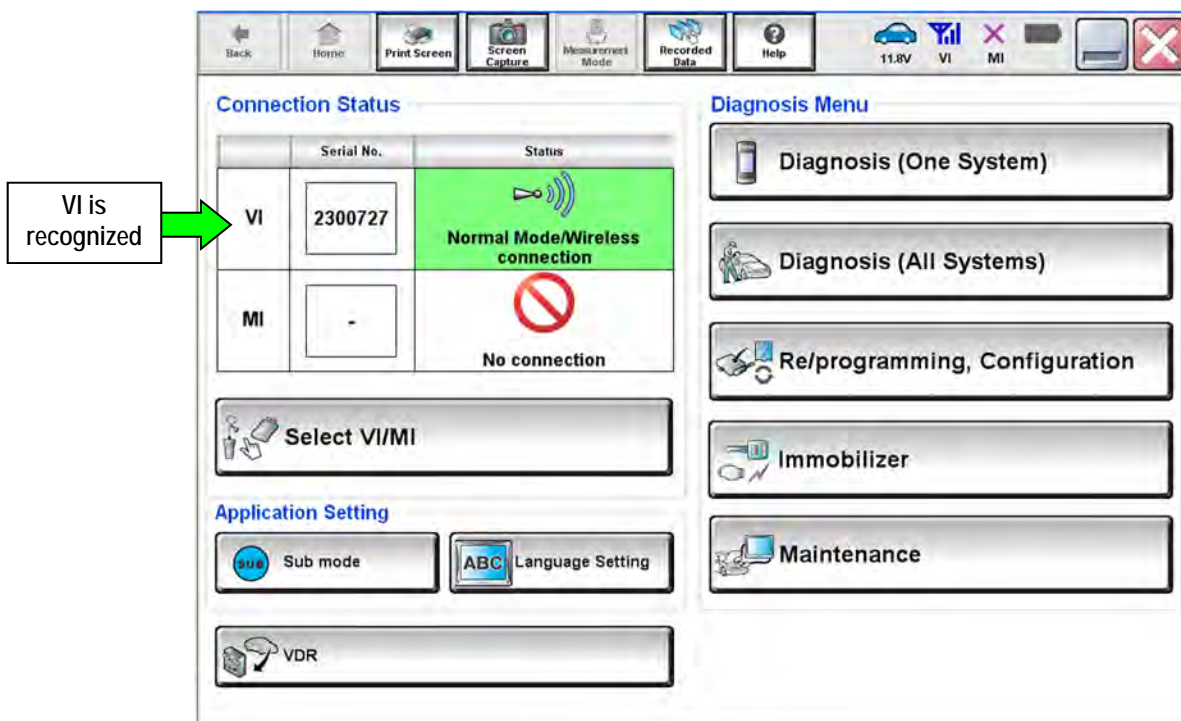 Back
Home
Print Screen
Screen
Capture
Measurement
Mode
Recorded
Data
?
Help
11.8V
VI
MI
Connection Status
Serial No.
Status
VI is
recognized
VI
2300727
Normal Mode/Wireless
connection
MI
-
No connection
Select VI/MI
Application Setting
SUB
Sub mode
ABC
Language Setting
VDR
Diagnosis Menu
Diagnosis (One System)
Diagnosis (All Systems)
Re/programming, Configuration
Immobilizer
Maintenance